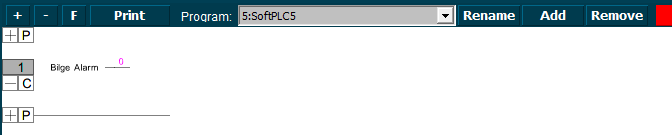 + - F Print Program: 5:SoftPLC5 Rename Add Remove
+ P
1 Bilge Alarm 0
- C
+ P